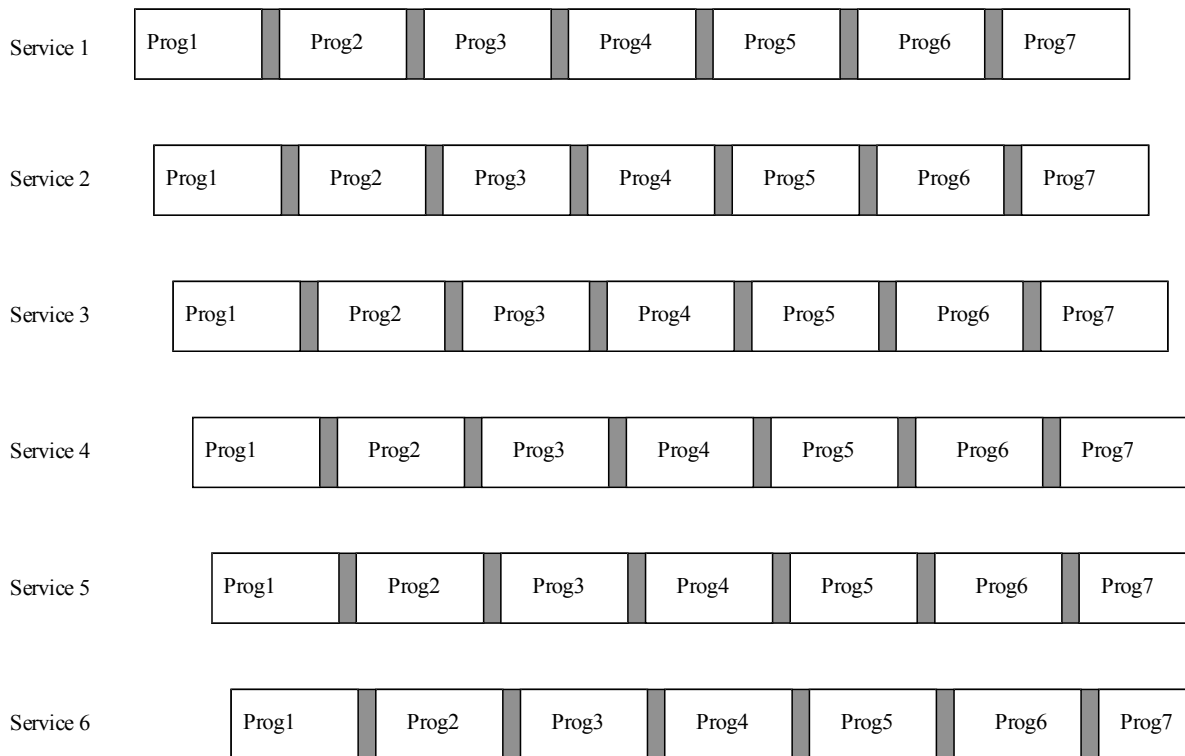 Service 1 Prog1 Prog2 Prog3 Prog4 Prog5 Prog6 Prog7
Service 2 Prog1 Prog2 Prog3 Prog4 Prog5 Prog6 Prog7
Service 3 Prog1 Prog2 Prog3 Prog4 Prog5 Prog6 Prog7
Service 4 Prog1 Prog2 Prog3 Prog4 Prog5 Prog6 Prog7
Service 5 Prog1 Prog2 Prog3 Prog4 Prog5 Prog6 Prog7
Service 6 Prog1 Prog2 Prog3 Prog4 Prog5 Prog6 Prog7